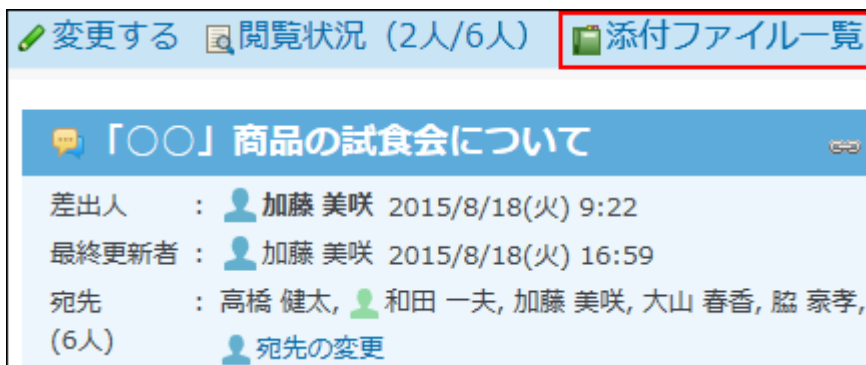 変更する 閲覧状況（2人/6人） 添付ファイル一覧
「○○」商品の試食会について
差出人 : 加藤 美咲 2015/8/18(火) 9:22
最終更新者 : 加藤 美咲 2015/8/18(火) 16:59
宛先 : 高橋 健太, 和田 一夫, 加藤 美咲, 大山 春香, 脇 豪孝,
(6人) 宛先の変更